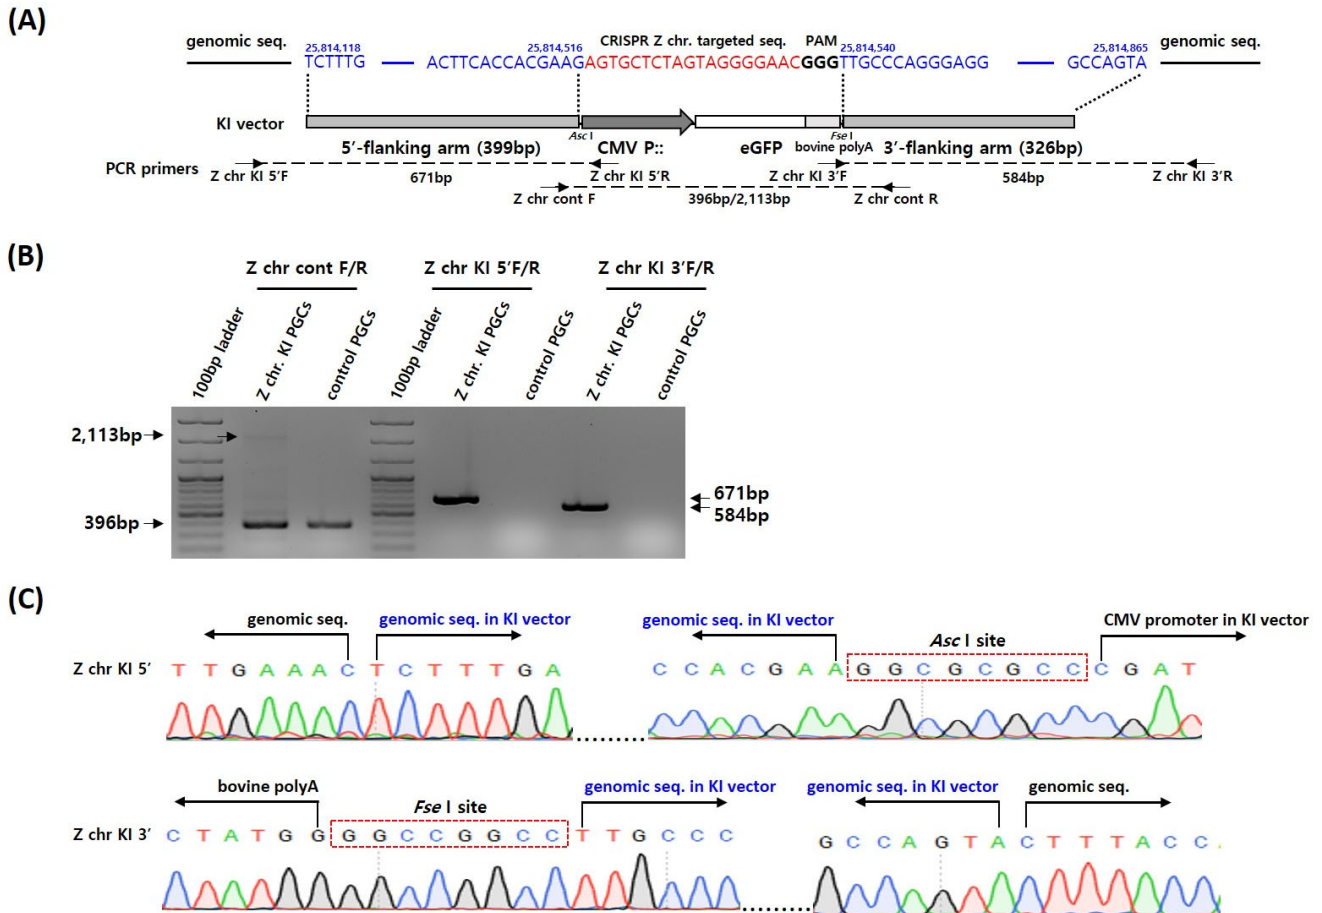 (A)
genomic seq.
25,814,118
25,814,516
CRISPR Z chr. targeted seq.
PAM
25,814,540
25,814,865
genomic seq.
TCTTTG
ACTTCACCACGAAGAGTGCTCTAGTAGGGGAACGGGTTGCCCAGGGAGG
GCCAGTA
KI vector
Asc I
Fse I
5'-flanking arm (399bp)
CMV P::
eGFP
bovine polyA
3'-flanking arm (326bp)
PCR primers
Z chr KI 5'F
671bp
Z chr KI 5'R
Z chr KI 3'F
584bp
Z chr KI 3'R
Z chr cont F
396bp/2,113bp
Z chr cont R
(B)
Z chr cont F/R
Z chr KI 5'F/R
Z chr KI 3'F/R
100bp ladder
Z chr. KI PGCs
control PGCs
100bp ladder
Z chr. KI PGCs
control PGCs
Z chr. KI PGCs
control PGCs
2,113bp
396bp
671bp
584bp
(C)
genomic seq.
genomic seq. in KI vector
genomic seq. in KI vector
Asc I site
CMV promoter in KI vector
Z chr KI 5'
T T G A A A C T C T T T G A
C C A C G A A G G C G C G C C C G A T
bovine polyA
Fse I site
genomic seq. in KI vector
genomic seq. in KI vector
genomic seq.
Z chr KI 3'
C T A T G G G G C C G G C C T T G C C C
G C C A G T A C T T T A C C